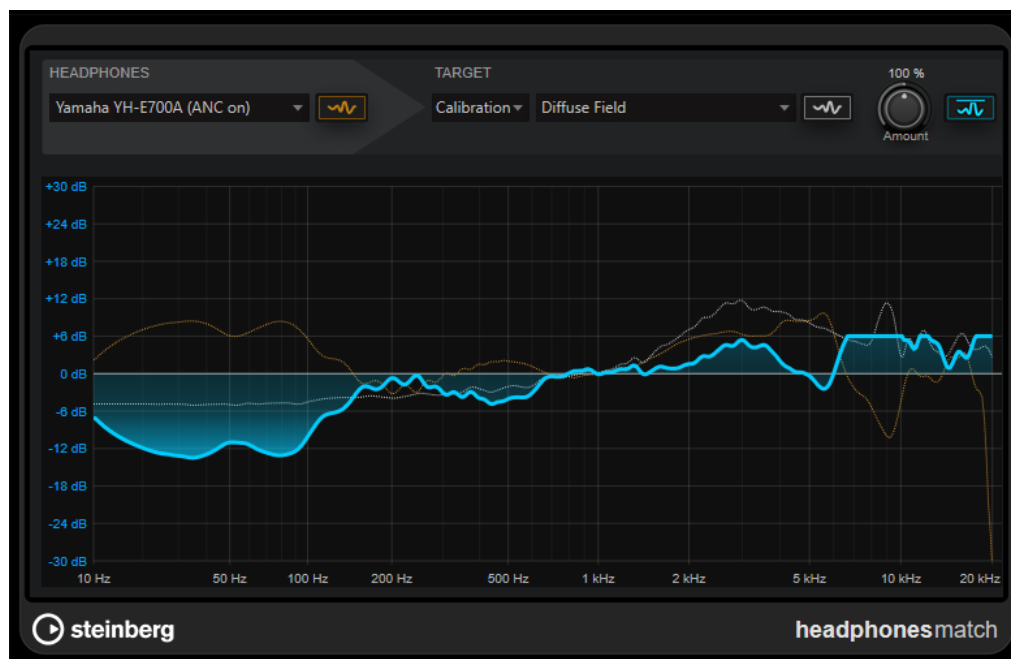 HEADPHONES TARGET 100 %
Yamaha YH-E700A (ANC on) Calibration Diffuse Field
Amount
+30 dB
+24 dB
+18 dB
+12 dB
+6 dB
0 dB
-6 dB
-12 dB
-18 dB
-24 dB
-30 dB
10 Hz 50 Hz 100 Hz 200 Hz 500 Hz 1 kHz 2 kHz 5 kHz 10 kHz 20 kHz
steinberg headphonesmatch